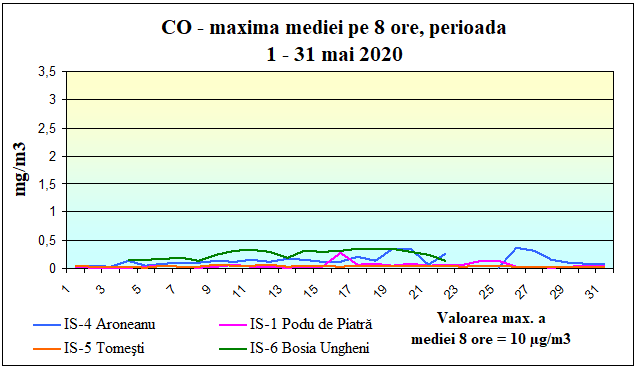 CO - maxima mediei pe 8 ore, perioada
1 - 31 mai 2020
mg/m3
3,5
3
2,5
2
1,5
1
0,5
0
1 3 5 7 9 11 13 15 17 19 21 23 25 27 29 31
IS-4 Aroneanu
IS-1 Podu de Piatră
IS-5 Tomeşti
IS-6 Bosia Ungheni
Valoarea max. a
mediei 8 ore = 10 µg/m3